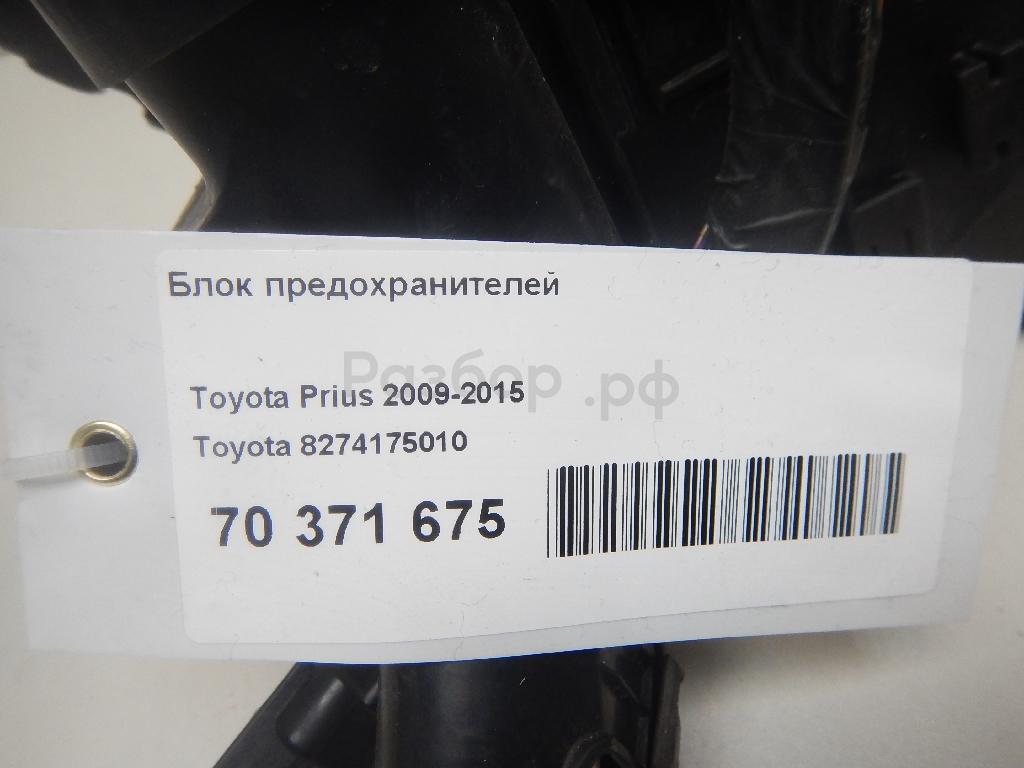 Блок предохранителей
Разбор.рф
Toyota Prius 2009-2015
Toyota 8274175010
70 371 675